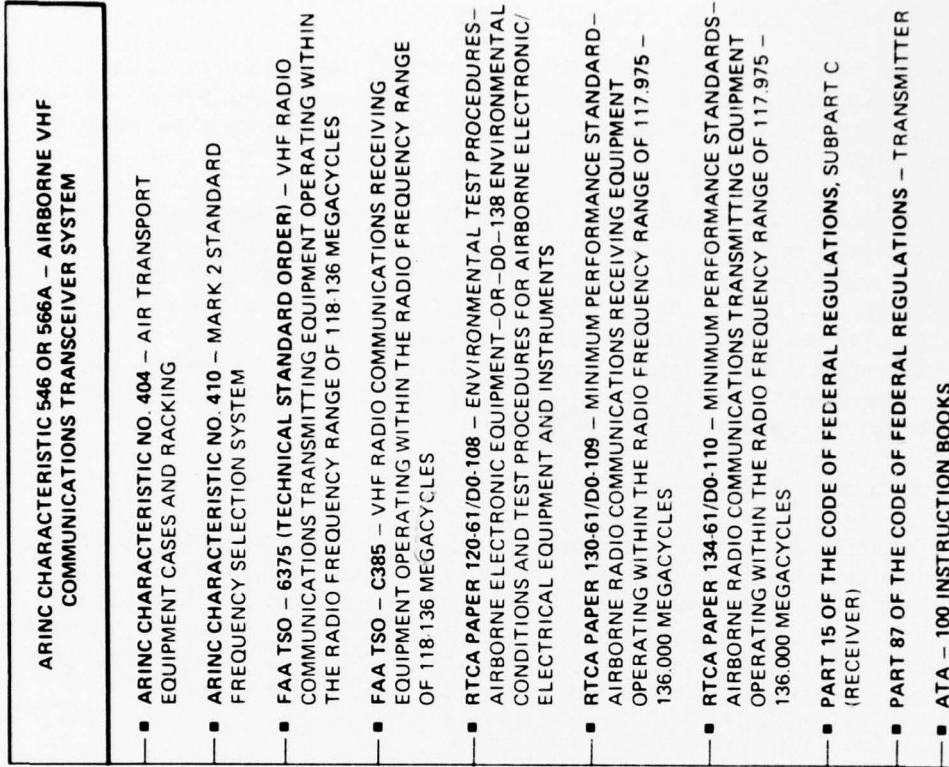 ARINC CHARACTERISTIC 546 OR 566A – AIRBORNE VHF
COMMUNICATIONS TRANSCEIVER SYSTEM
ARINC CHARACTERISTIC NO. 404 – AIR TRANSPORT
EQUIPMENT CASES AND RACKING
ARINC CHARACTERISTIC NO. 410 – MARK 2 STANDARD
FREQUENCY SELECTION SYSTEM
FAA TSO – 6375 (TECHNICAL STANDARD ORDER) – VHF RADIO
COMMUNICATIONS TRANSMITTING EQUIPMENT OPERATING WITHIN
THE RADIO FREQUENCY RANGE OF 118-136 MEGACYCLES
FAA TSO – C385 – VHF RADIO COMMUNICATIONS RECEIVING
EQUIPMENT OPERATING WITHIN THE RADIO FREQUENCY RANGE
OF 118-136 MEGACYCLES
RTCA PAPER 120-61/D0-108 – ENVIRONMENTAL TEST PROCEDURES–
AIRBORNE ELECTRONIC EQUIPMENT –OR–D0–138 ENVIRONMENTAL
CONDITIONS AND TEST PROCEDURES FOR AIRBORNE ELECTRONIC/
ELECTRICAL EQUIPMENT AND INSTRUMENTS
RTCA PAPER 130-61/D0-109 – MINIMUM PERFORMANCE STANDARD–
AIRBORNE RADIO COMMUNICATIONS RECEIVING EQUIPMENT
OPERATING WITHIN THE RADIO FREQUENCY RANGE OF 117.975 –
136.000 MEGACYCLES
RTCA PAPER 134-61/D0-110 – MINIMUM PERFORMANCE STANDARDS–
AIRBORNE RADIO COMMUNICATIONS TRANSMITTING EQUIPMENT
OPERATING WITHIN THE RADIO FREQUENCY RANGE OF 117.975 –
136.000 MEGACYCLES
PART 15 OF THE CODE OF FEDERAL REGULATIONS, SUBPART C
(RECEIVER)
PART 87 OF THE CODE OF FEDERAL REGULATIONS – TRANSMITTER
ATA – 100 INSTRUCTION BOOKS